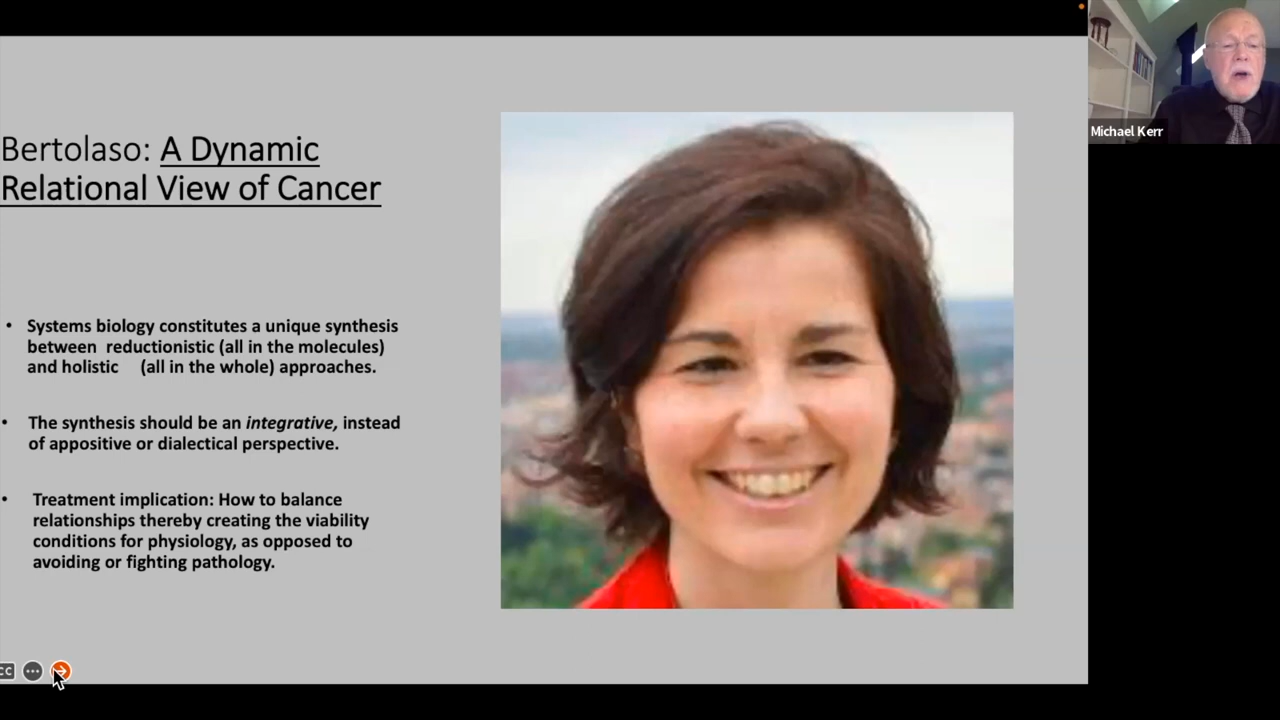 Bertolaso: A Dynamic
Relational View of Cancer
• Systems biology constitutes a unique synthesis
between reductionistic (all in the molecules)
and holistic (all in the whole) approaches.
• The synthesis should be an integrative, instead
of appositive or dialectical perspective.
• Treatment implication: How to balance
relationships thereby creating the viability
conditions for physiology, as opposed to
avoiding or fighting pathology.
CC
Michael Kerr